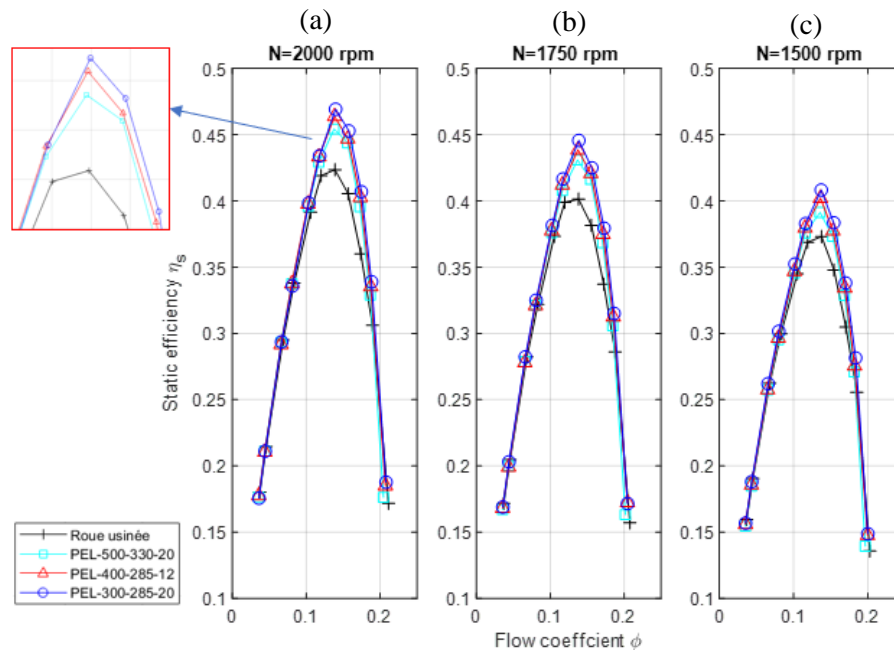 (a)
(b)
(c)
N=2000 rpm
N=1750 rpm
N=1500 rpm
0.5
0.45
0.4
0.35
0.3
0.25
0.2
0.15
0.1
0.5
0.45
0.4
0.35
0.3
0.25
0.2
0.15
0.1
0.5
0.45
0.4
0.35
0.3
0.25
0.2
0.15
0.1
Static efficiency ηs
0 0.1 0.2
0 0.1 0.2
0 0.1 0.2
Flow coeffcient ϕ
Roue usinée
PEL-500-330-20
PEL-400-285-12
PEL-300-285-20